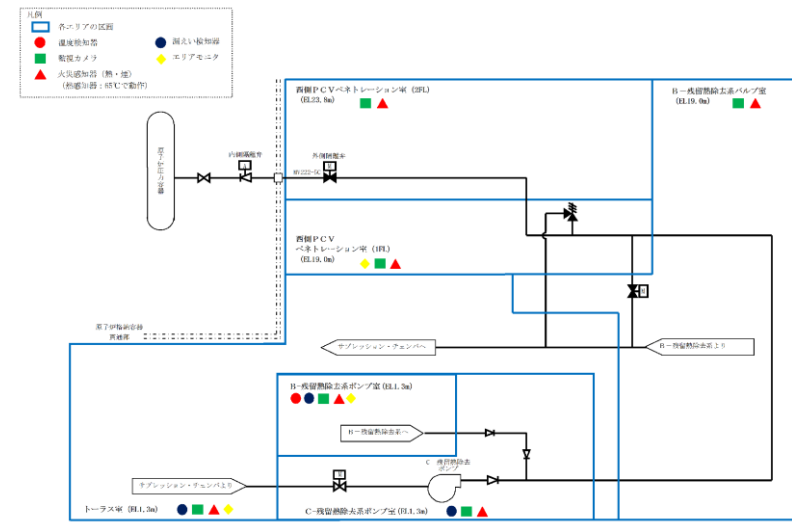 凡例
各エリアの区画
温度検知器
漏えい検知器
監視カメラ
エリアモニタ
火災感知器（熱・煙）
（熱感知器：65℃で動作）
西側PCVペネトレーション室（2FL）
(EL23.8m)
B－残留熱除去系バルブ室
(EL19.0m)
内側隔離弁
外側隔離弁
MV222-5C
原子炉圧力容器
西側PCV
ペネトレーション室（1FL）
(EL19.0m)
原子炉格納容器
貫通部
サプレッション・チェンバへ
B－残留熱除去系より
B－残留熱除去系ポンプ室(EL1.3m)
B－残留熱除去系へ
C－残留熱除去
ポンプ
サプレッション・チェンバより
トーラス室 (EL1.3m)
C-残留熱除去系ポンプ室(EL1.3m)